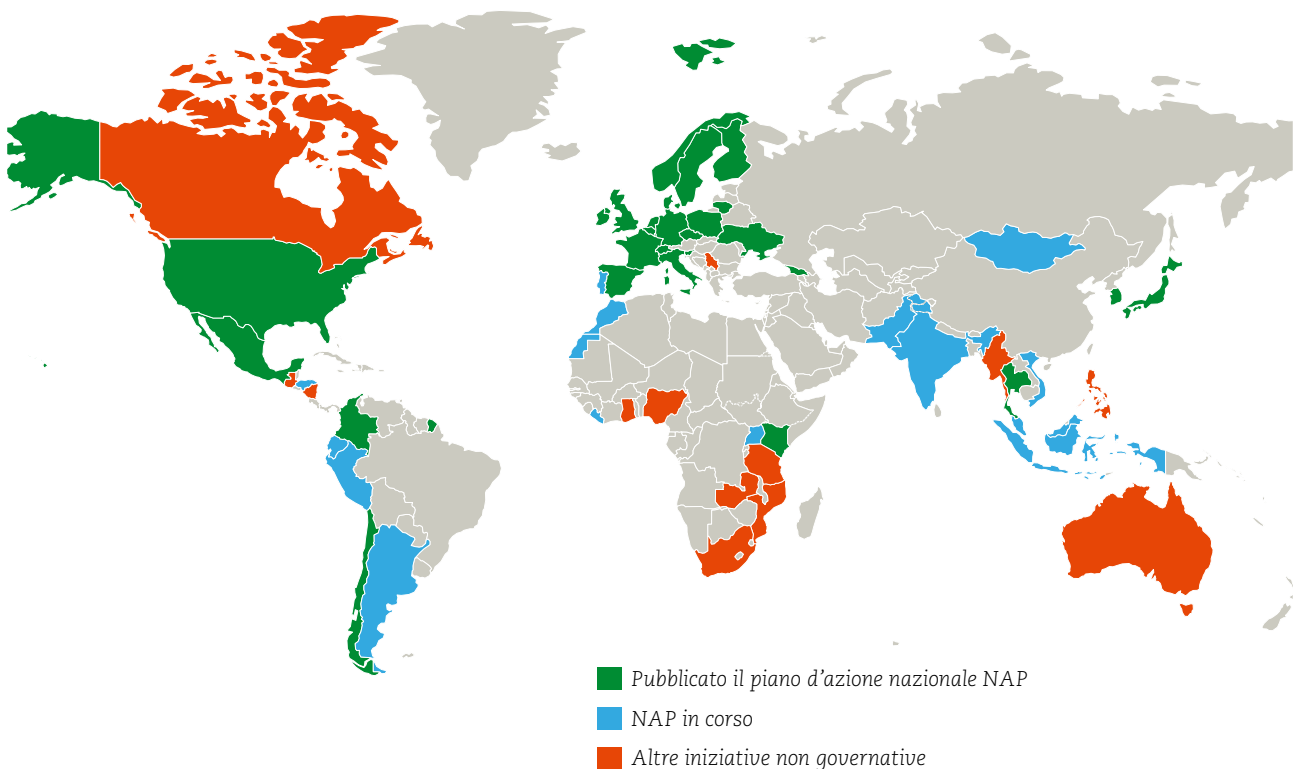 Pubblicato il piano d'azione nazionale NAP
NAP in corso
Altre iniziative non governative